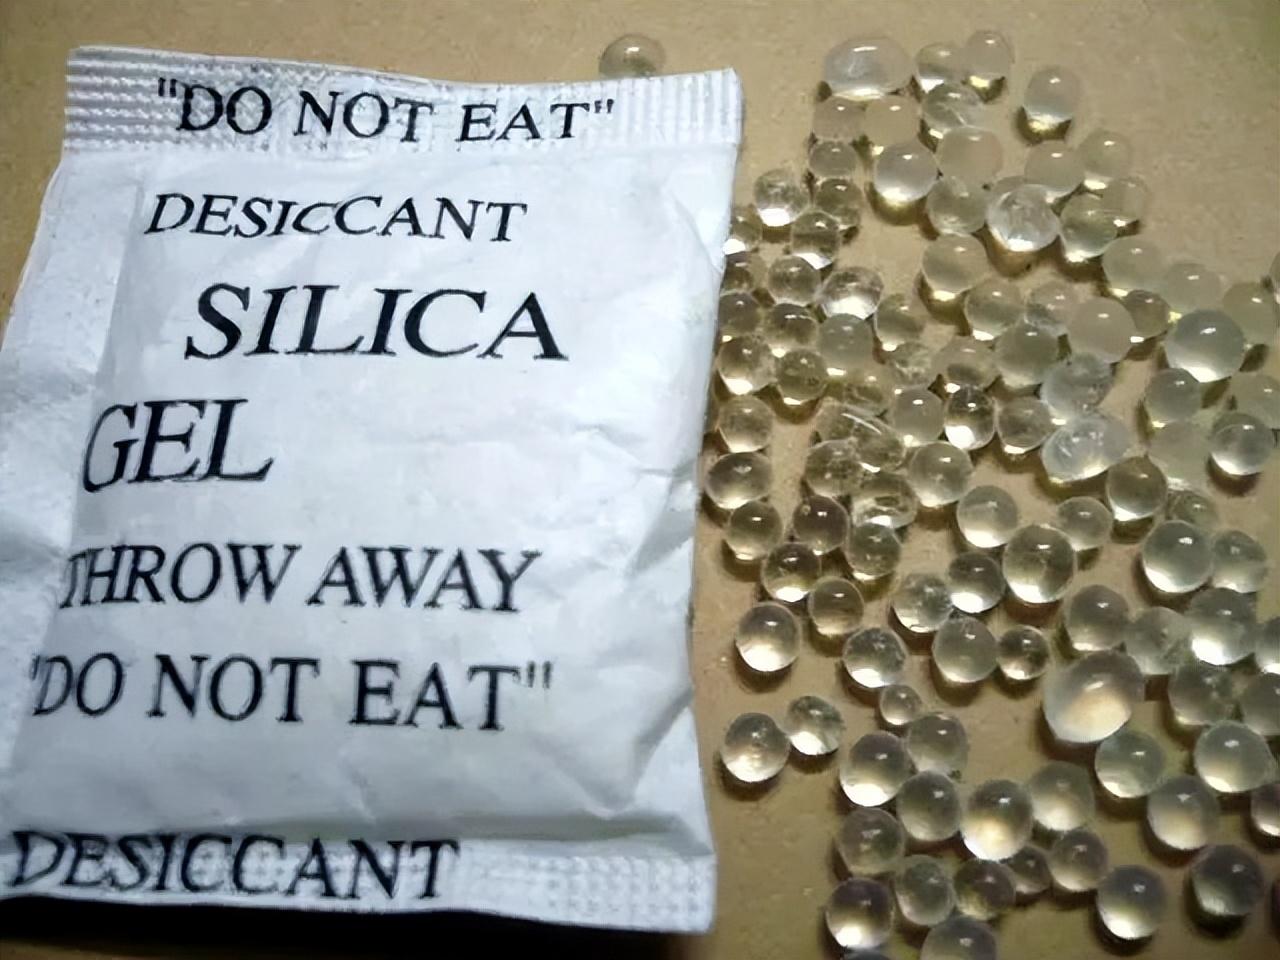 "DO NOT EAT"
DESICCANT
SILICA
GEL
THROW AWAY
"DO NOT EAT"
DESICCANT